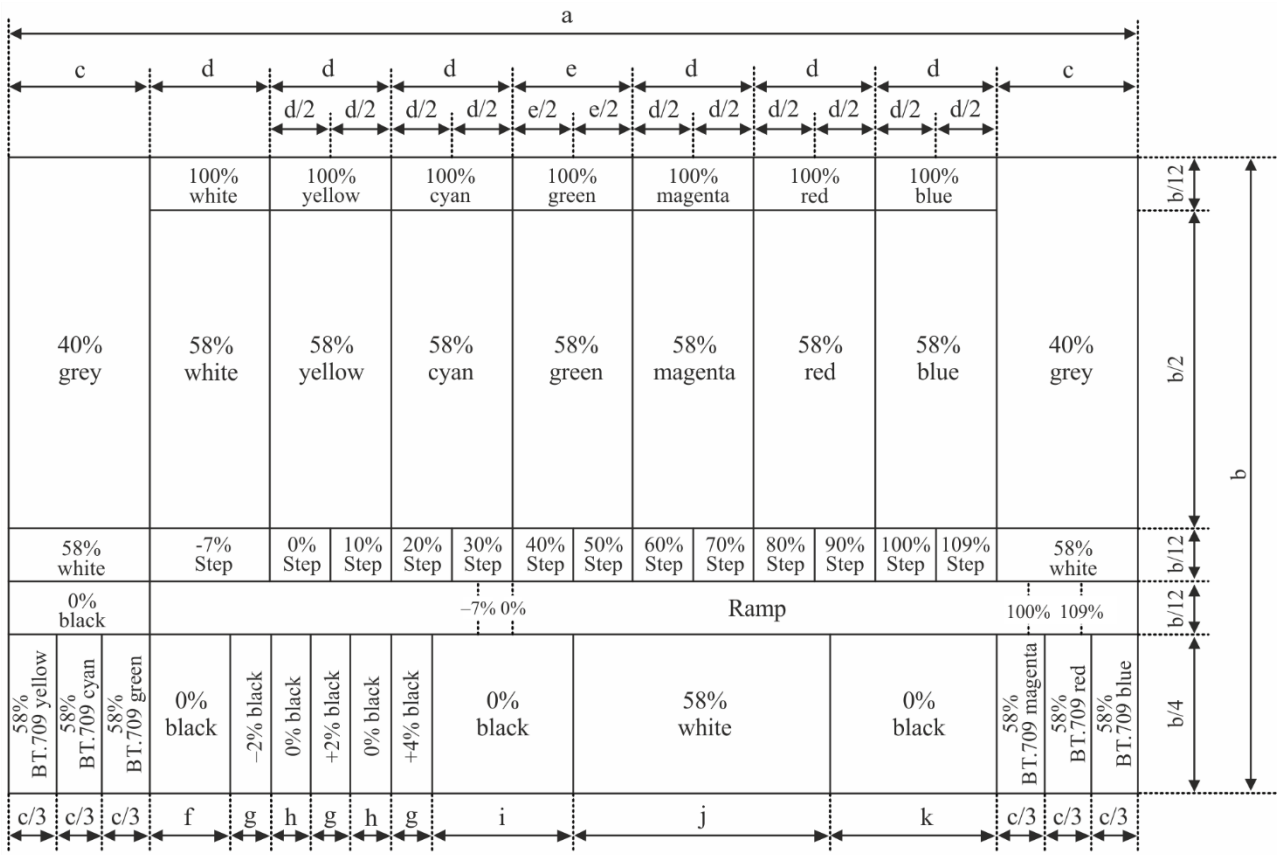 a
c d d d e d d d c
d/2 d/2 d/2 d/2 e/2 e/2 d/2 d/2 d/2 d/2 d/2 d/2
100% 100% 100% 100% 100% 100% 100%
white yellow cyan green magenta red blue
b/12
40% 58% 58% 58% 58% 58% 58% 58% 40%
grey white yellow cyan green magenta red blue grey
b/2
b
58% -7% 0% 10% 20% 30% 40% 50% 60% 70% 80% 90% 100% 109% 58%
white Step Step Step Step Step Step Step Step Step Step Step Step Step white
b/12
0%
black
–7% 0% Ramp 100% 109%
b/12
58%
BT.709 yellow
58%
BT.709 cyan
58%
BT.709 green
0%
black
–2% black
0% black
+2% black
0% black
+4% black
0%
black
58%
white
0%
black
58%
BT.709 magenta
58%
BT.709 red
58%
BT.709 blue
b/4
c/3 c/3 c/3 f g h g h g i j k c/3 c/3 c/3